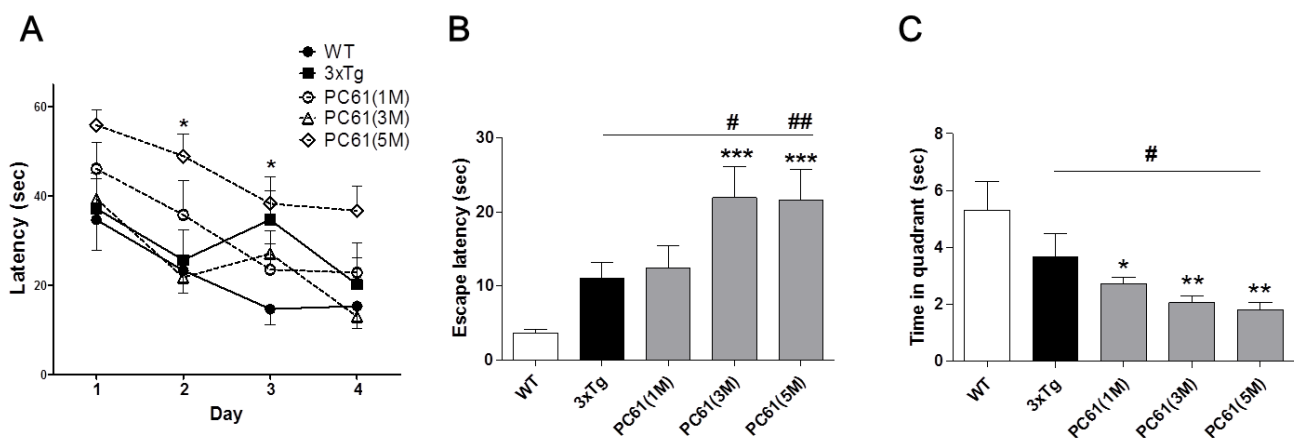 A
WT
3xTg
PC61(1M)
PC61(3M)
PC61(5M)
Latency (sec)
60
40
20
0
*
*
1 2 3 4
Day
B
Escape latency (sec)
30
20
10
0
# ##
*** ***
WT 3xTg PC61(1M) PC61(3M) PC61(5M)
C
Time in quadrant (sec)
8
6
4
2
0
#
* ** **
WT 3xTg PC61(1M) PC61(3M) PC61(5M)